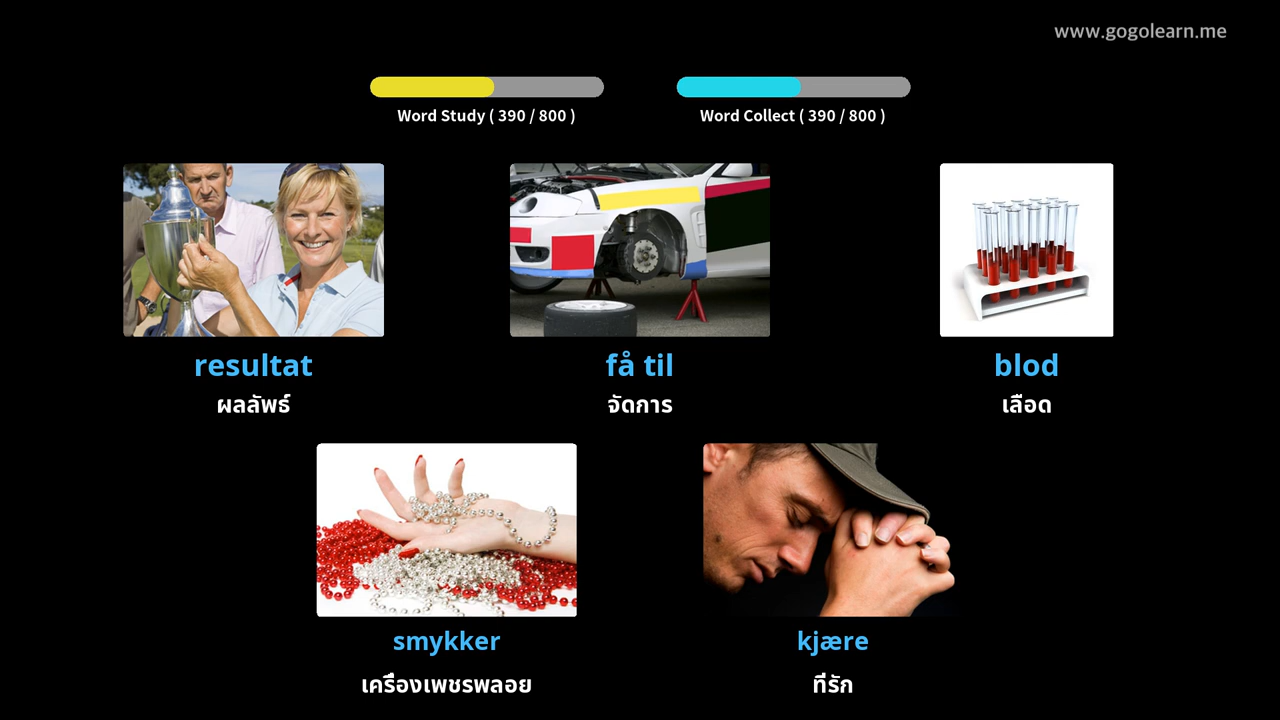 www.gogolearn.me
Word Study ( 390 / 800 )
Word Collect ( 390 / 800 )
resultat
få til
blod
ผลลัพธ์
จัดการ
เลือด
smykker
kjære
เครื่องเพชรพลอย
ที่รัก